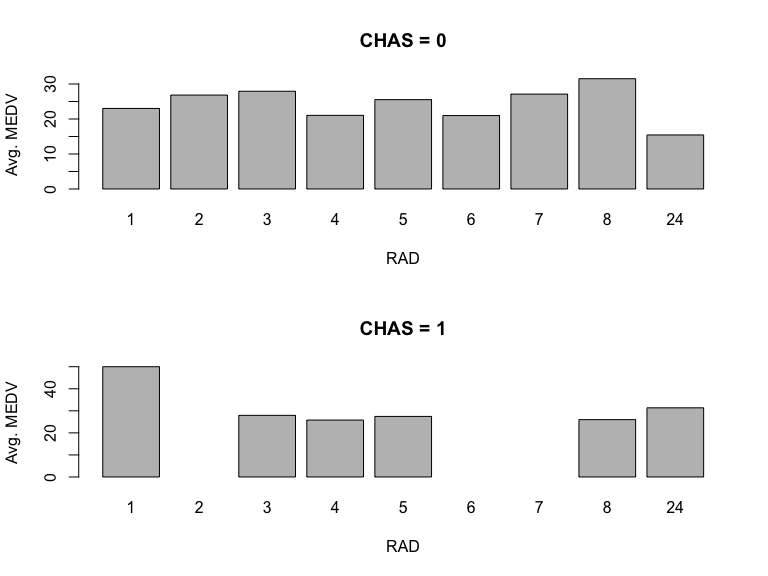 CHAS = 0
Avg. MEDV
30
20
10
0
1 2 3 4 5 6 7 8 24
RAD
CHAS = 1
Avg. MEDV
40
20
0
1 2 3 4 5 6 7 8 24
RAD